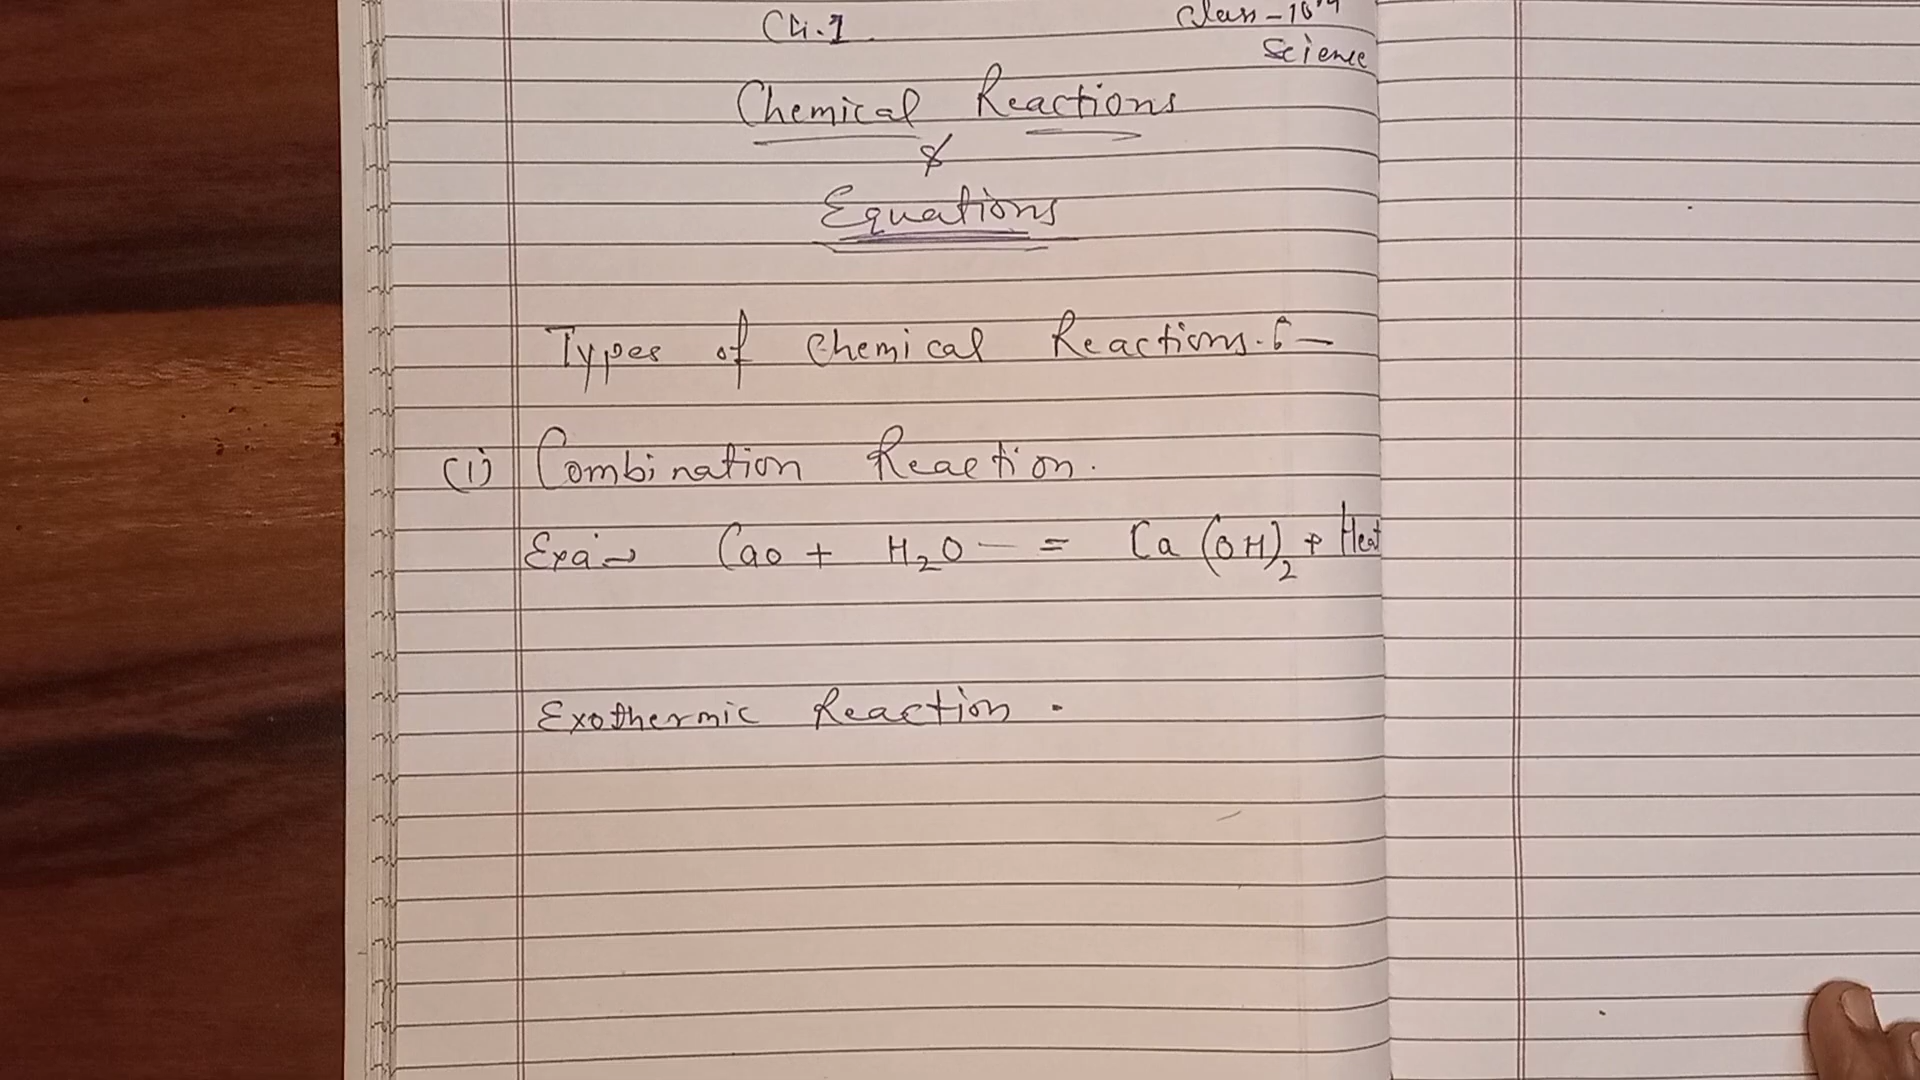 Ch.1
Class-10th
Science
Chemical Reactions
&
Equations
Types of Chemical Reactions :-
(i) Combination Reaction.
Exa:→ CaO + H2O — = Ca (OH)2 + Heat
Exothermic Reaction .